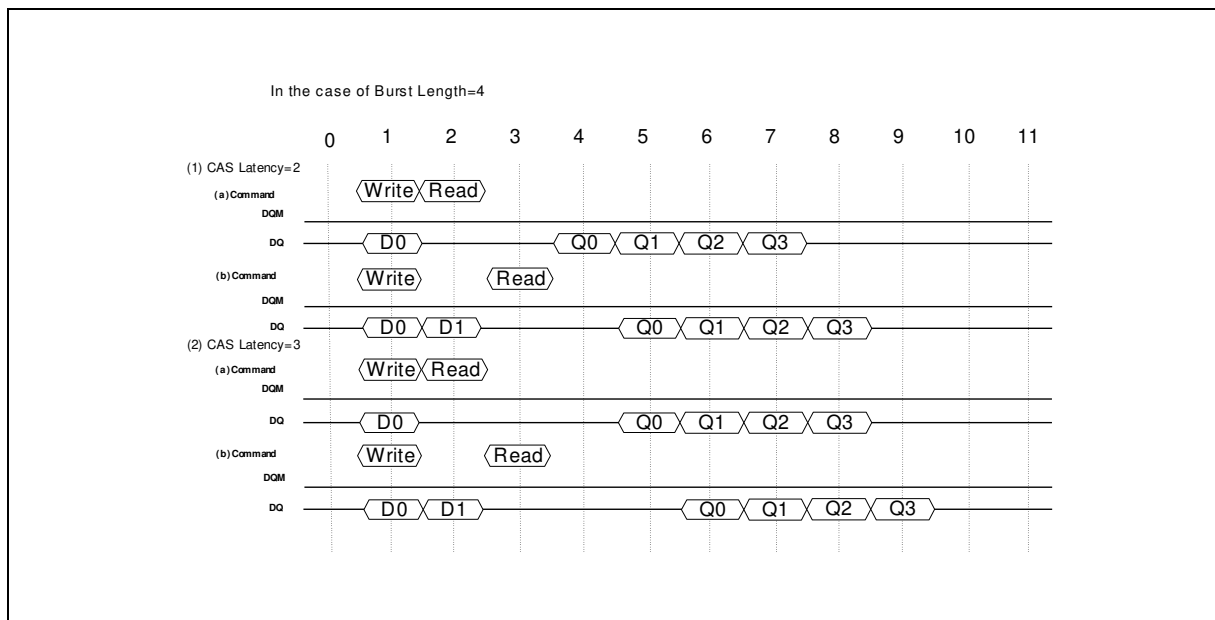 In the case of Burst Length=4
0 1 2 3 4 5 6 7 8 9 10 11
(1) CAS Latency=2
(a)Command Write Read
DQM
DQ D0 Q0 Q1 Q2 Q3
(b)Command Write Read
DQM
DQ D0 D1 Q0 Q1 Q2 Q3
(2) CAS Latency=3
(a)Command Write Read
DQM
DQ D0 Q0 Q1 Q2 Q3
(b)Command Write Read
DQM
DQ D0 D1 Q0 Q1 Q2 Q3